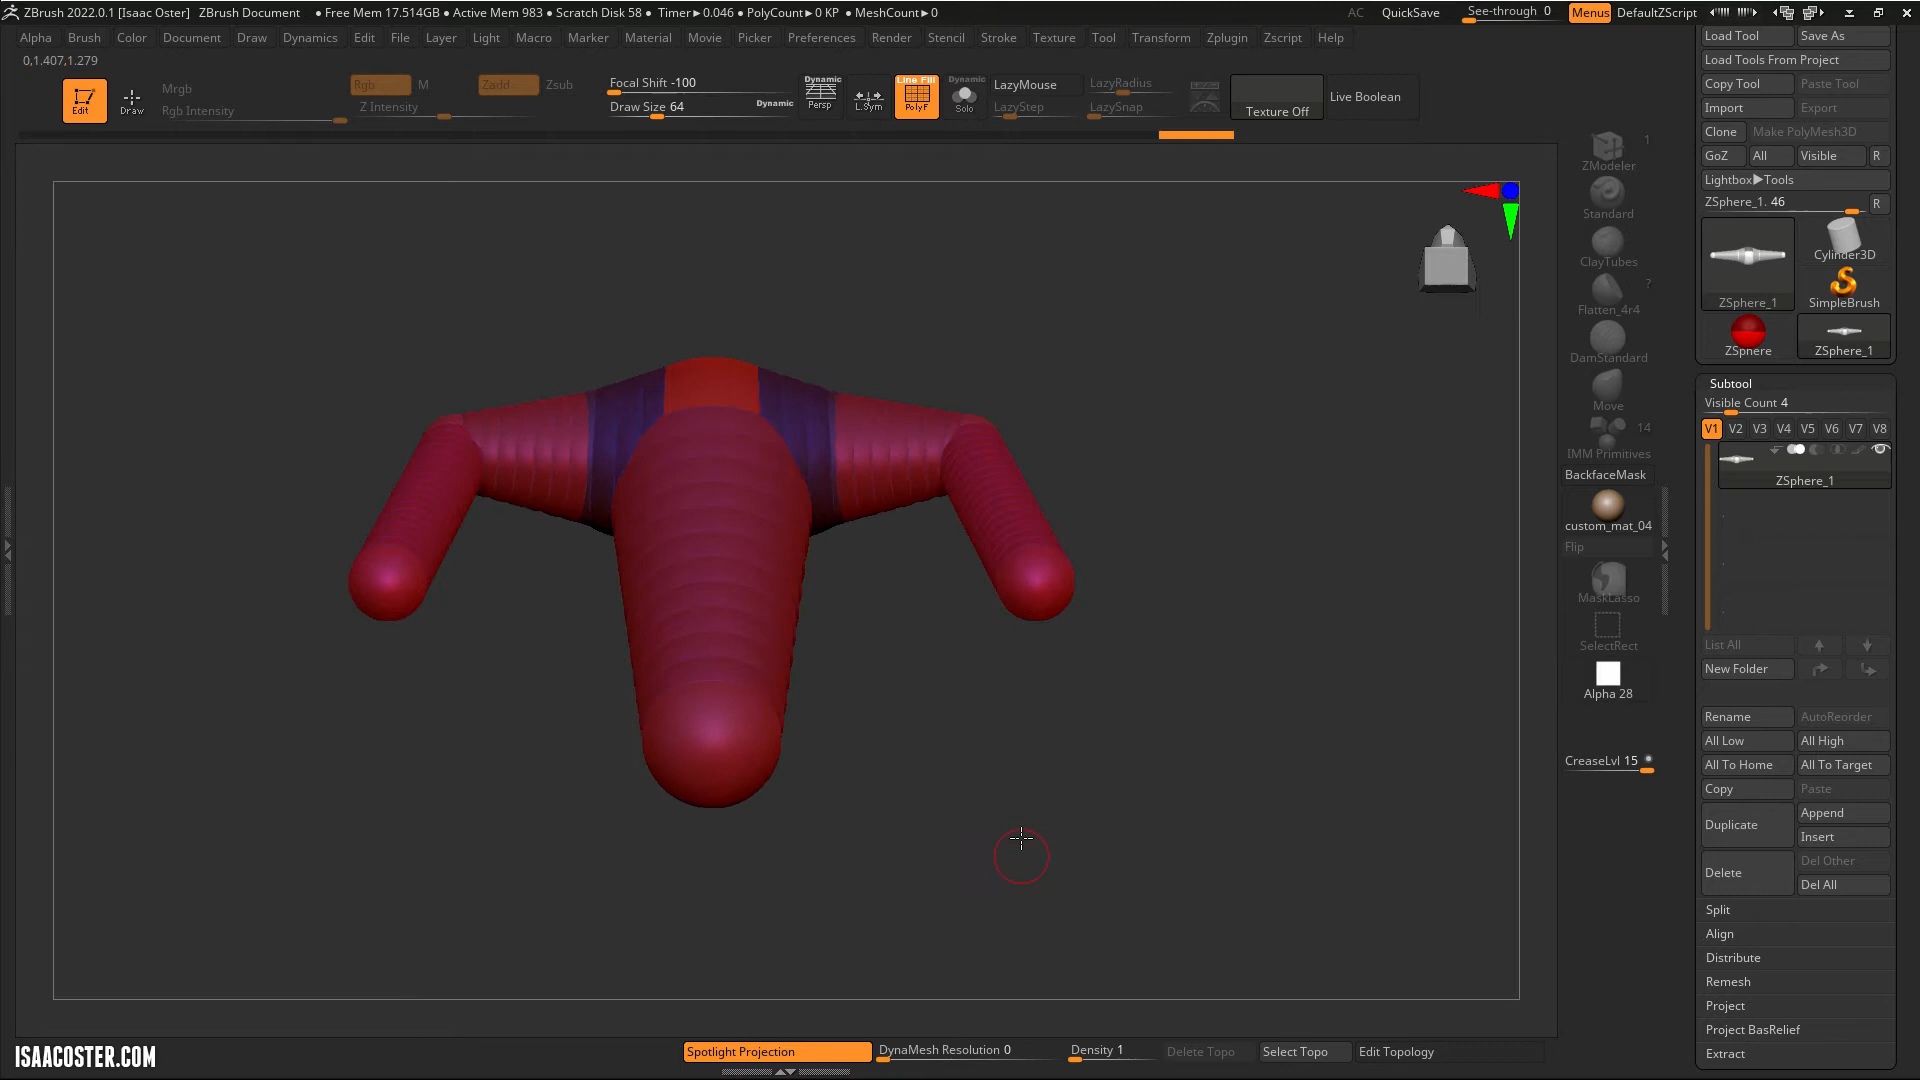 ZBrush 2022.0.1 [Isaac Oster] ZBrush Document ● Free Mem 17.514GB ● Active Mem 983 ● Scratch Disk 58 ● Timer►0.046 ● PolyCount►0 KP ● MeshCount►0 AC QuickSave See-through 0 Menus DefaultZScript
Alpha Brush Color Document Draw Dynamics Edit File Layer Light Macro Marker Material Movie Picker Preferences Render Stencil Stroke Texture Tool Transform Zplugin Zscript Help
0,1.407,1.279
Edit
Draw
Mrgb
Rgb Intensity
Rgb
M
Zadd
Zsub
Z Intensity
Focal Shift -100
Draw Size 64
Dynamic
Dynamic
Persp
L.Sym
Line Fill
PolyF
Dynamic
Solo
LazyMouse
LazyStep
LazyRadius
LazySnap
Texture Off
Live Boolean
1
ZModeler
Standard
ClayTubes
?
Flatten_4r4
DamStandard
Move
14
IMM Primitives
BackfaceMask
custom_mat_04
Flip
MaskLasso
SelectRect
Alpha 28
CreaseLvl 15
Load Tool Save As
Load Tools From Project
Copy Tool Paste Tool
Import Export
Clone Make PolyMesh3D
GoZ All Visible R
Lightbox►Tools
ZSphere_1. 46 R
ZSphere_1
Cylinder3D
SimpleBrush
ZSphere
ZSphere_1
Subtool
Visible Count 4
V1 V2 V3 V4 V5 V6 V7 V8
ZSphere_1
List All
New Folder
Rename AutoReorder
All Low All High
All To Home All To Target
Copy Paste
Duplicate
Append
Insert
Delete
Del Other
Del All
Split
Align
Distribute
Remesh
Project
Project BasRelief
Extract
ISAACOSTER.COM
Spotlight Projection DynaMesh Resolution 0 Density 1 Delete Topo Select Topo Edit Topology